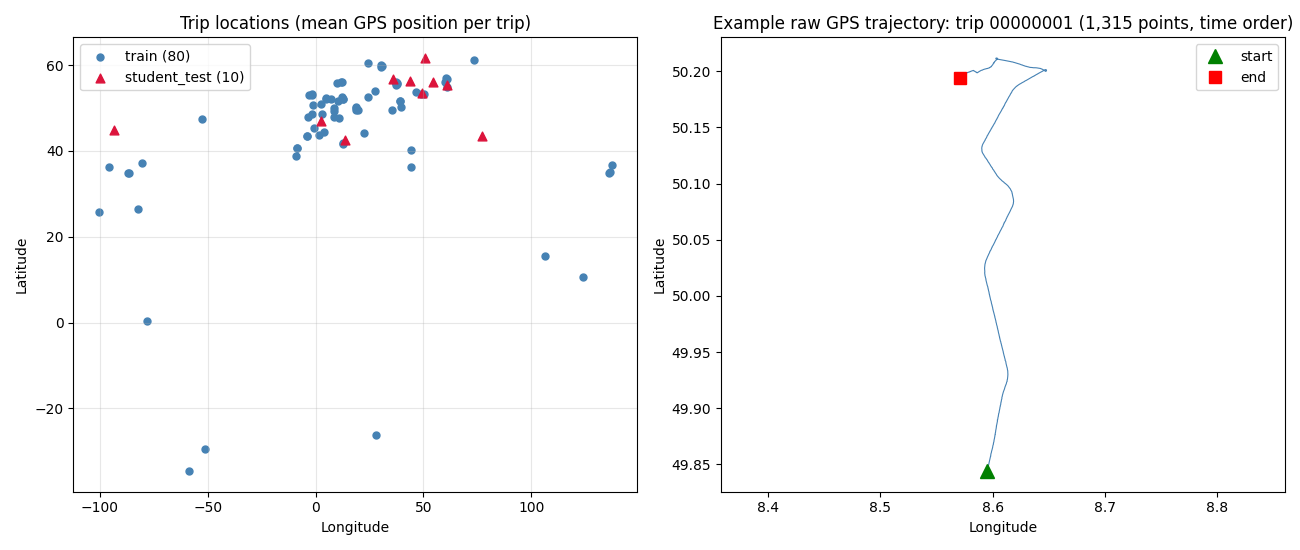 Trip locations (mean GPS position per trip)
train (80)
student_test (10)
60
40
20
0
−20
−100
−50
0
50
100
Latitude
Longitude
Example raw GPS trajectory: trip 00000001 (1,315 points, time order)
start
end
50.20
50.15
50.10
50.05
50.00
49.95
49.90
49.85
8.4
8.5
8.6
8.7
8.8
Latitude
Longitude